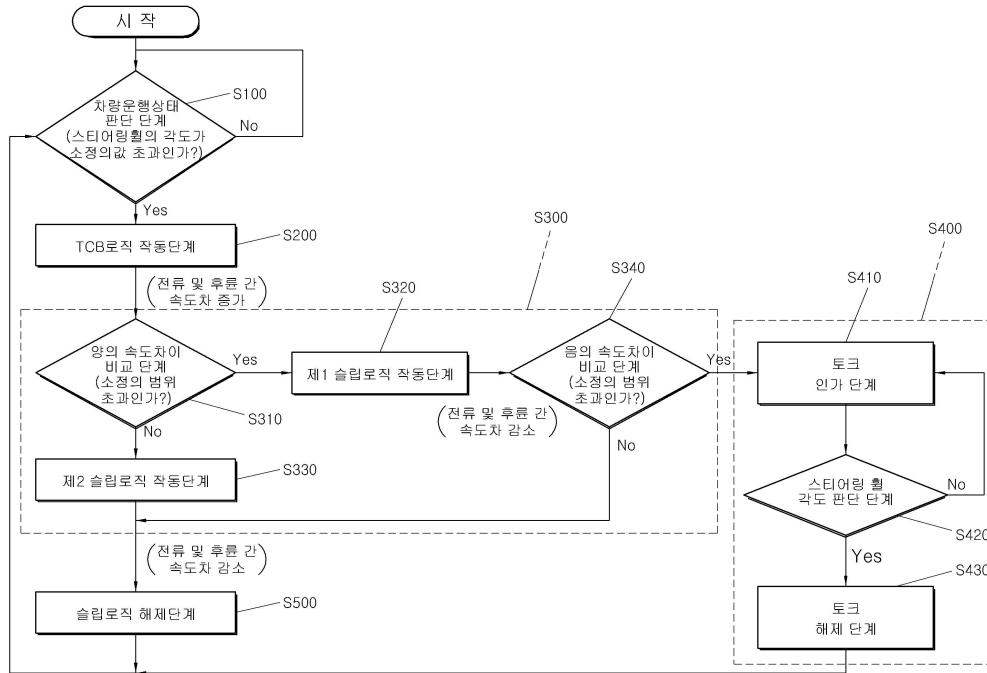 시 작
차량운행상태
판단 단계
(스티어링휠의 각도가
소정의값 초과인가?)
S100
No
Yes
TCB로직 작동단계
S200
(전류 및 후륜 간
속도차 증가)
S300
S400
양의 속도차이
비교 단계
(소정의 범위
초과인가?)
S310
Yes
No
제1 슬립로직 작동단계
S320
(전류 및 후륜 간
속도차 감소)
음의 속도차이
비교 단계
(소정의 범위
초과인가?)
S340
Yes
No
제2 슬립로직 작동단계
S330
(전류 및 후륜 간
속도차 감소)
슬립로직 해제단계
S500
토크
인가 단계
S410
스티어링 휠
각도 판단 단계
No
S420
Yes
토크
해제 단계
S430